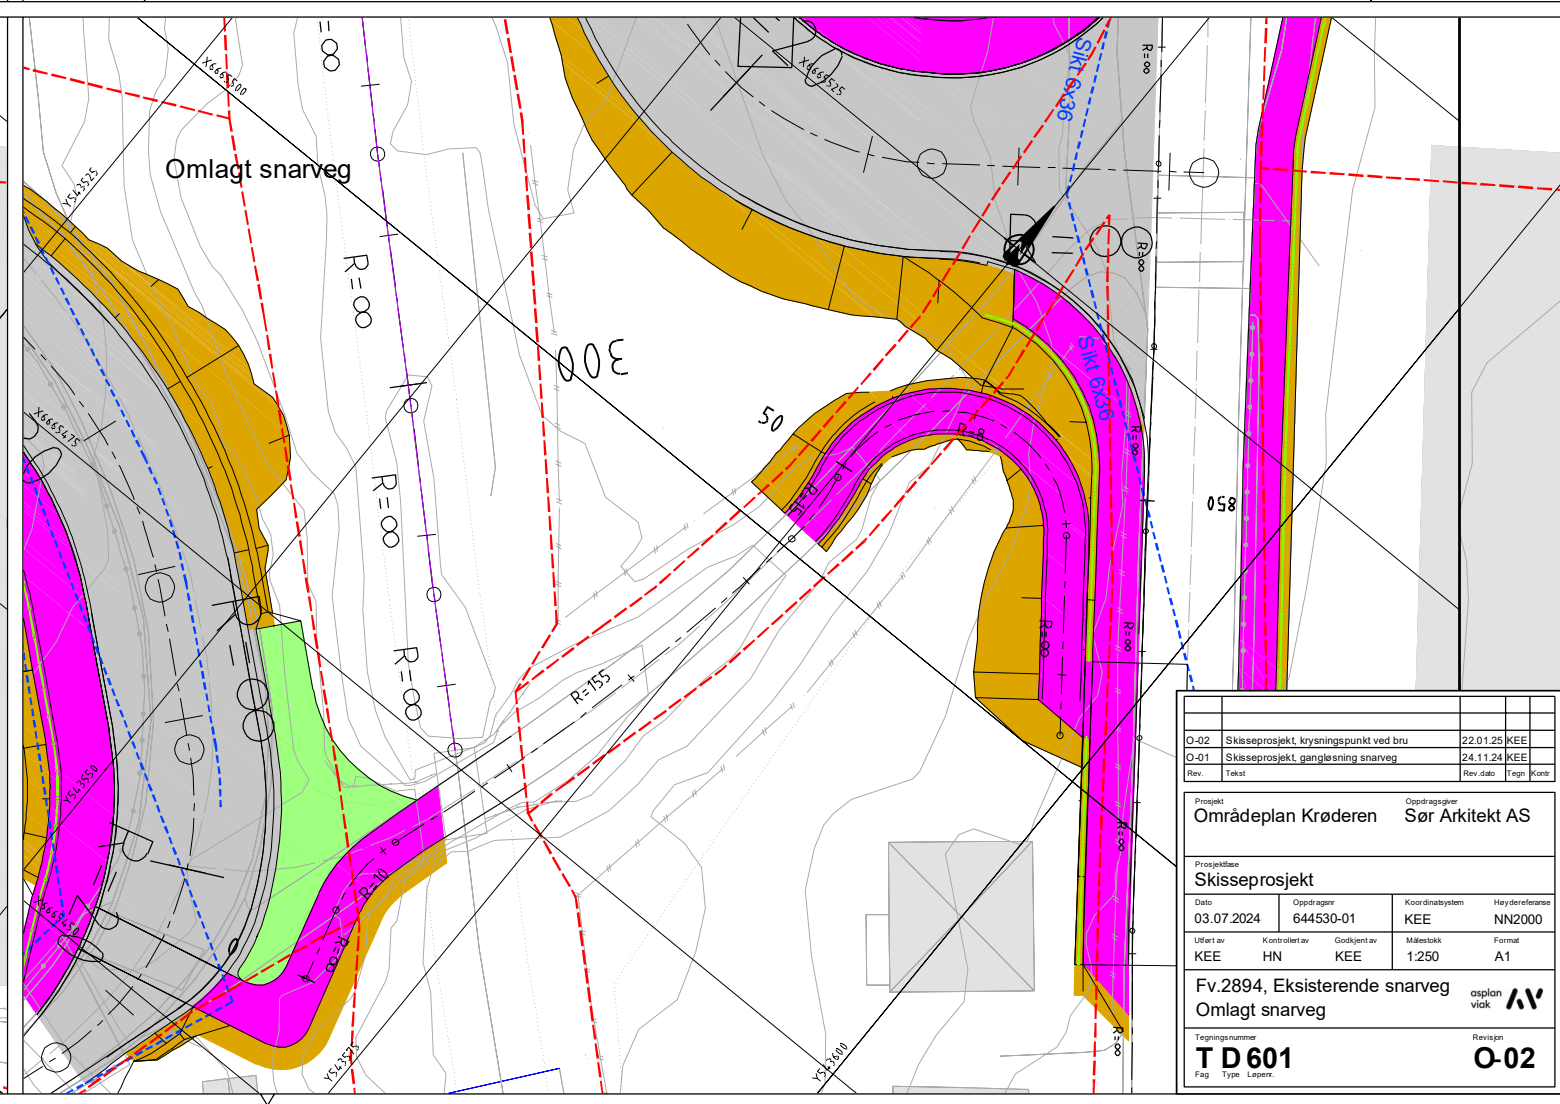 R=∞
X6665500
Omlagt snarveg
Y543525
X6665525
Sikt 6x36
R=∞
R=∞
R=∞
R=∞
300
50
R=8
R=15
Sikt 6x36
R=∞
850
X6665475
R=∞
R=∞
R=∞
R=∞
R=155
Y543550
R=∞
R=10
R=∞
X6665450
Y543575
Y543600
R=∞
O-02 Skisseprosjekt, krysningspunkt ved bru 22.01.25 KEE
O-01 Skisseprosjekt, gangløsning snarveg 24.11.24 KEE
Rev. Tekst Rev.dato Tegn Kontr
Prosjekt Oppdragsgiver
Områdeplan Krøderen Sør Arkitekt AS
Prosjektfase
Skisseprosjekt
Dato Oppdragsnr Koordinatsystem Høydereferanse
03.07.2024 644530-01 KEE NN2000
Utført av Kontrollert av Godkjent av Målestokk Format
KEE HN KEE 1:250 A1
Fv.2894, Eksisterende snarveg
Omlagt snarveg
asplan
viak
Tegningsnummer Revisjon
T D 601 O-02
Fag Type Løpenr.